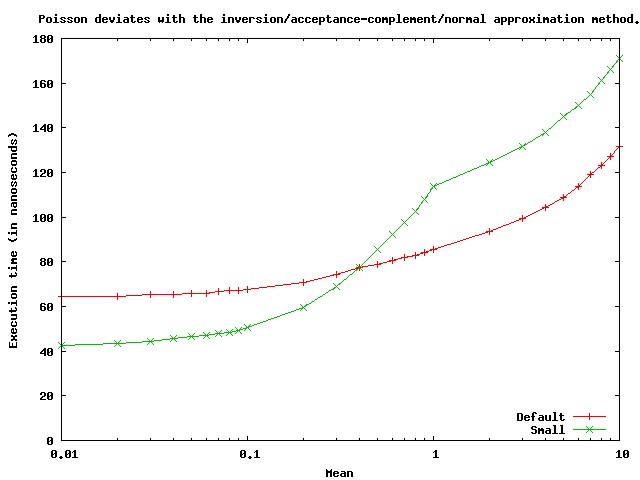 Poisson deviates with the inversion/acceptance-complement/normal approximation method.
180
160
140
120
100
80
60
40
20
0
Execution time (in nanoseconds)
0.01 0.1 1 10
Mean
Default
Small